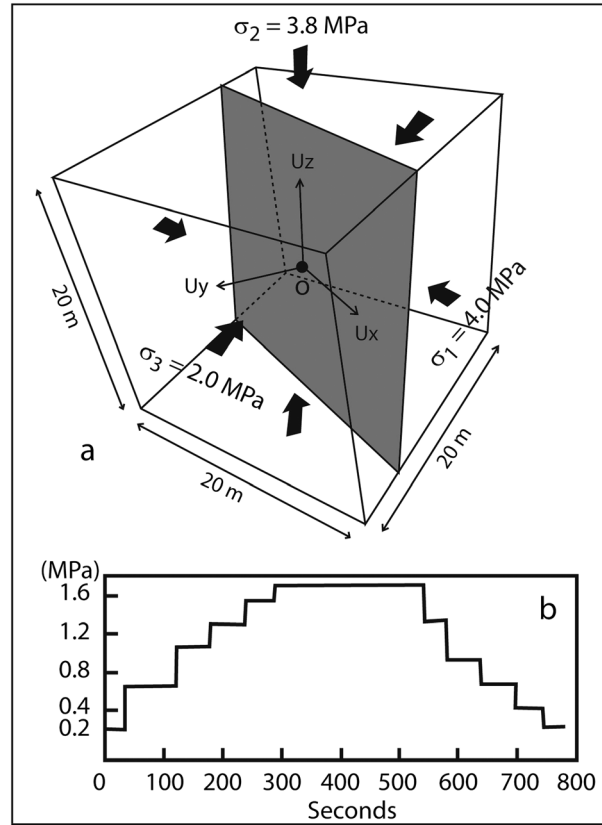 σ2 = 3.8 MPa
Uz
Uy
O
Ux
20 m
σ3 = 2.0 MPa
σ1 = 4.0 MPa
a
20 m
20 m
(MPa)
b
1.6
1.2
0.8
0.4
0.2
0 100 200 300 400 500 600 700 800
Seconds